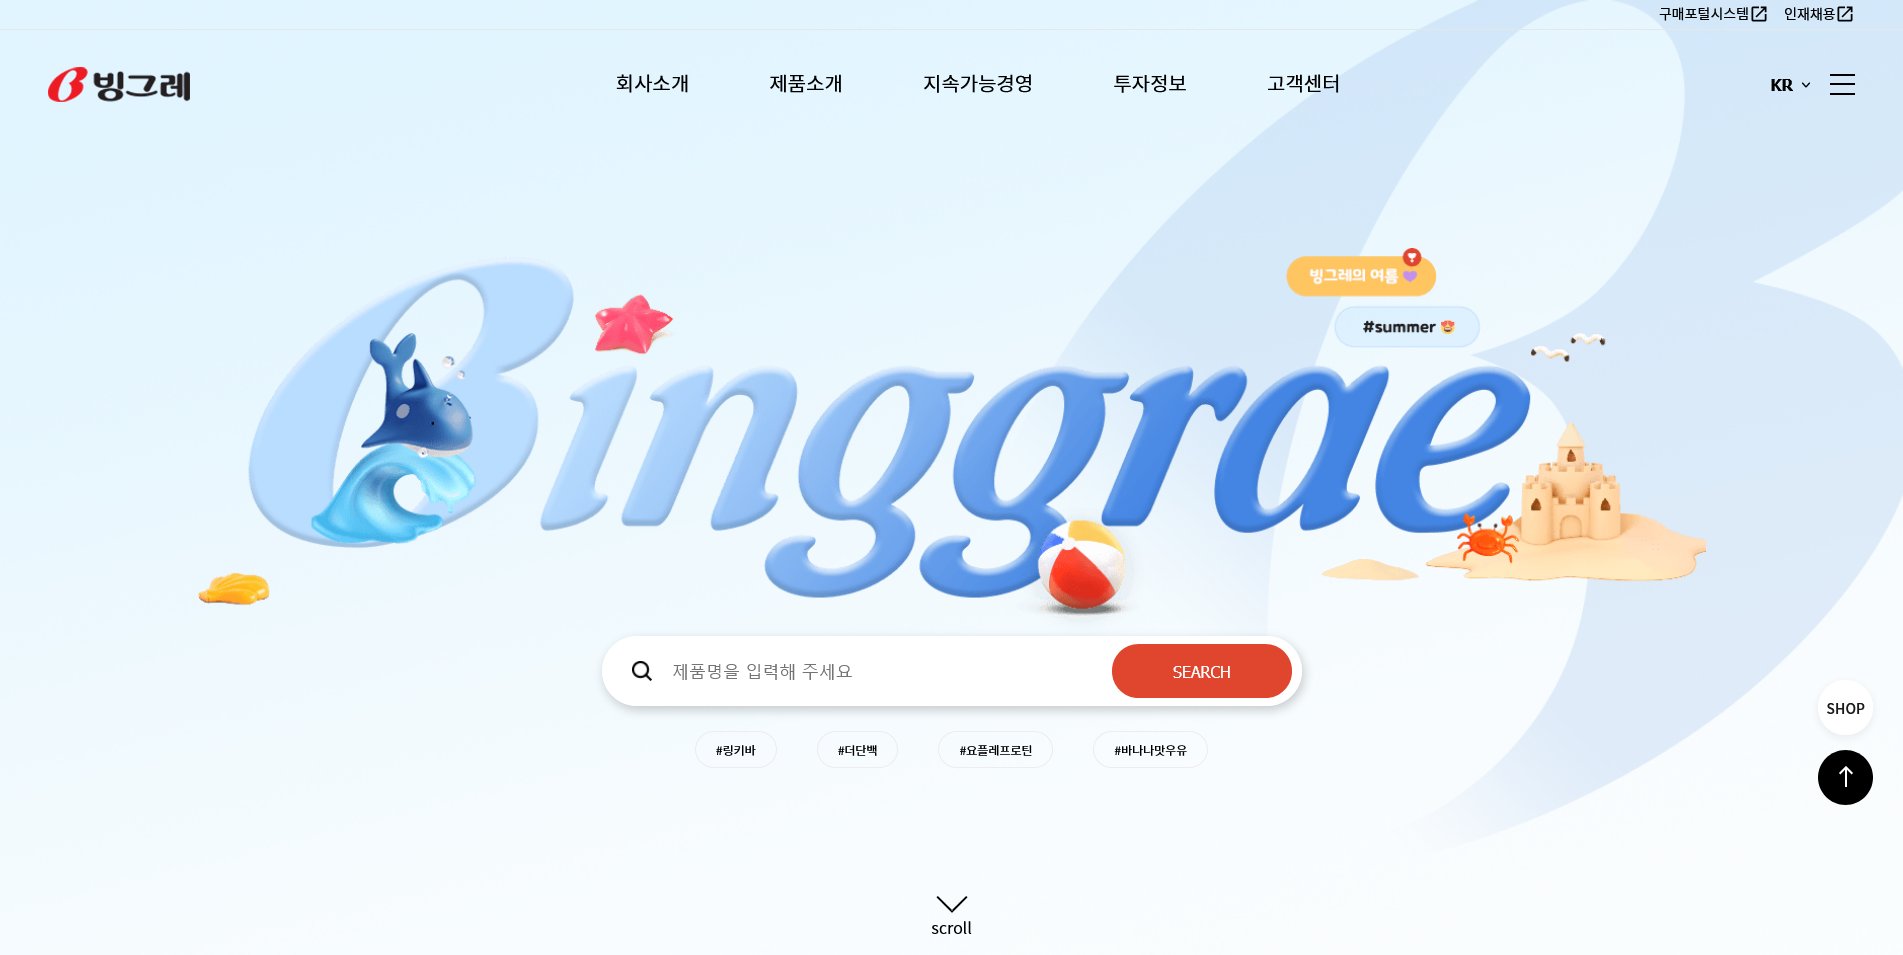 구매포털시스템 인재채용
빙그레
회사소개 제품소개 지속가능경영 투자정보 고객센터
KR
빙그레의 여름
#summer
Binggrae
제품명을 입력해 주세요
SEARCH
SHOP
#링키바 #더단백 #요플레프로틴 #바나나맛우유
scroll